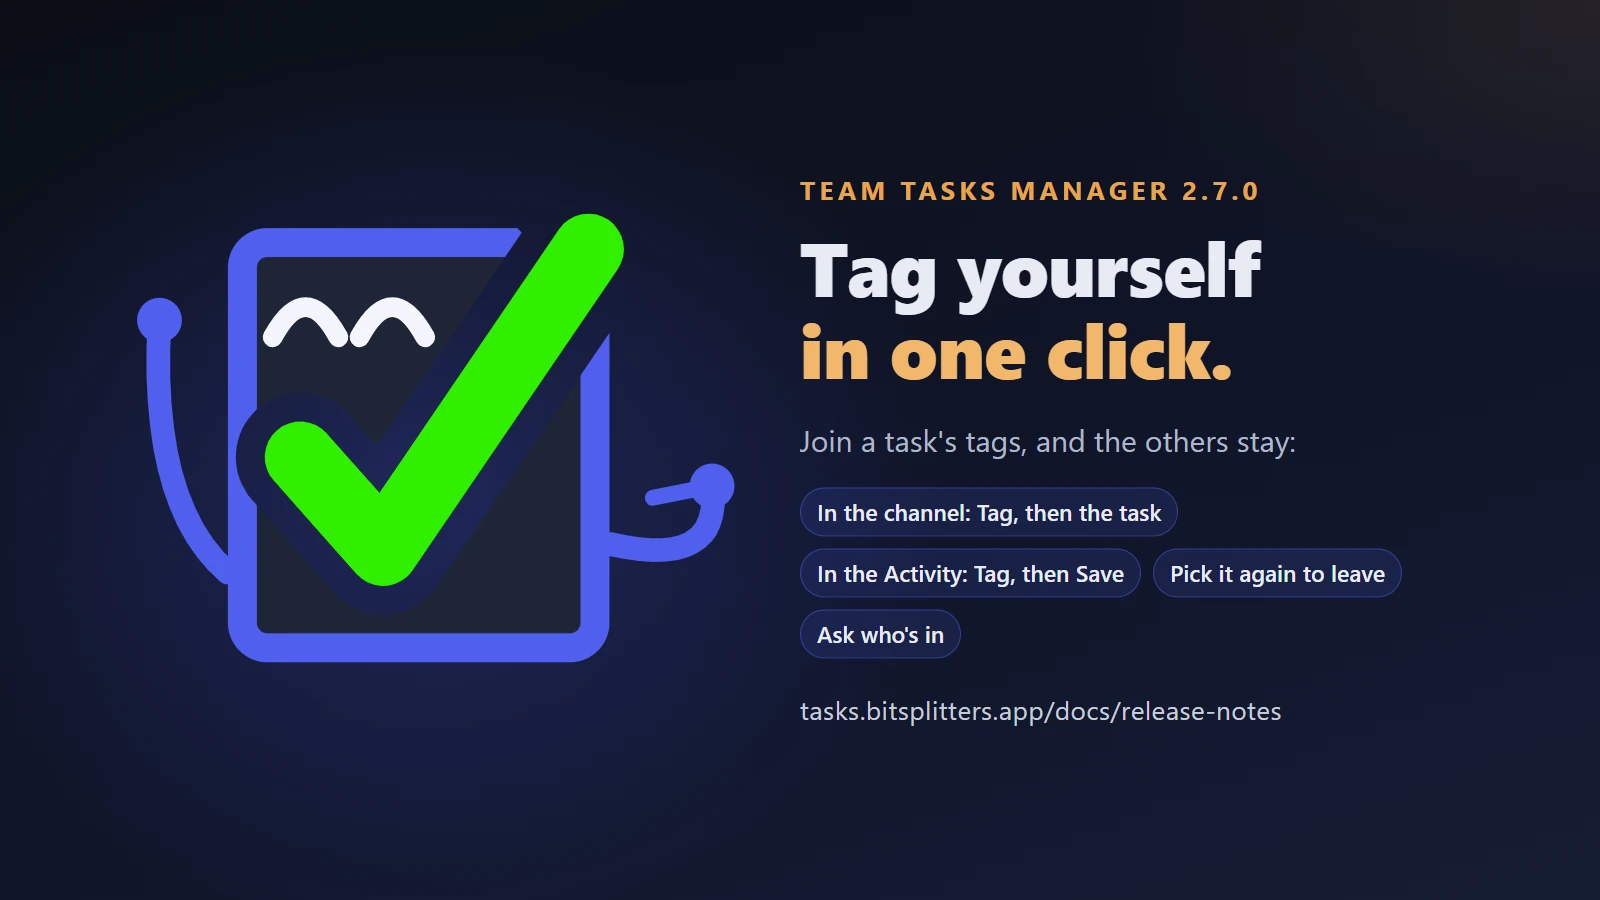 TEAM TASKS MANAGER 2.7.0
Tag yourself
in one click.
Join a task's tags, and the others stay:
In the channel: Tag, then the task
In the Activity: Tag, then Save
Pick it again to leave
Ask who's in
tasks.bitsplitters.app/docs/release-notes